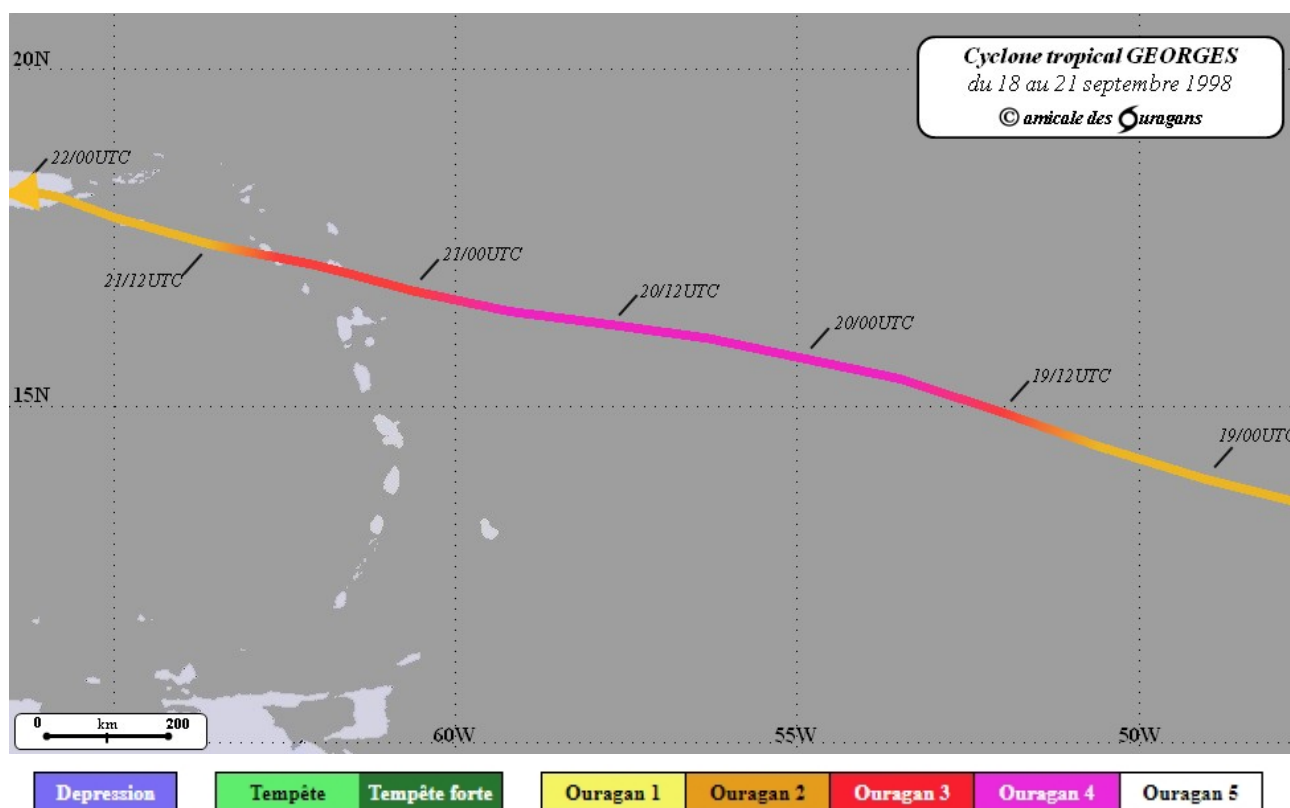 20N
Cyclone tropical GEORGES
du 18 au 21 septembre 1998
© amicale des Ouragans
22/00UTC
21/00UTC
21/12UTC
20/12UTC
20/00UTC
19/12UTC
15N
19/00UTC
0 km 200
60W
55W
50W
Depression
Tempête
Tempête forte
Ouragan 1
Ouragan 2
Ouragan 3
Ouragan 4
Ouragan 5